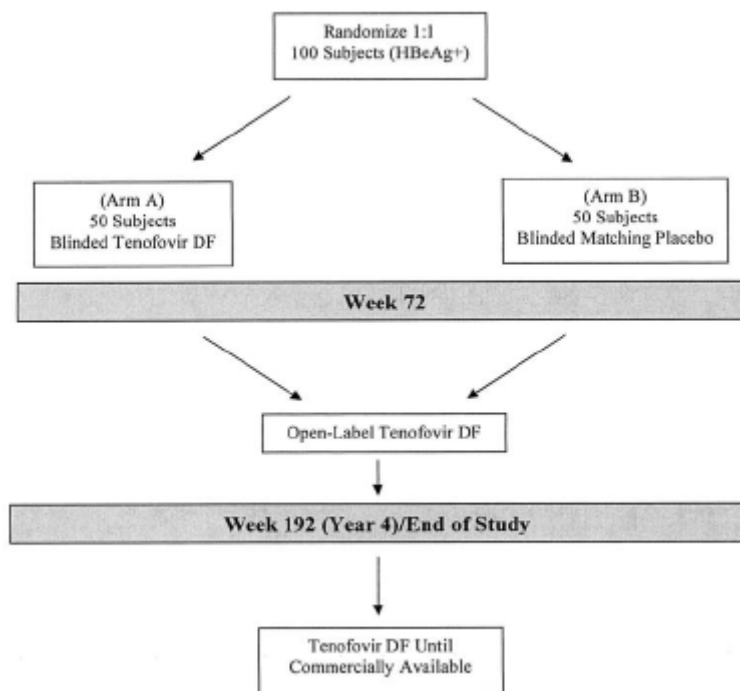 Randomize 1:1
100 Subjects (HBeAg+)
(Arm A)
50 Subjects
Blinded Tenofovir DF
(Arm B)
50 Subjects
Blinded Matching Placebo
Week 72
Open-Label Tenofovir DF
Week 192 (Year 4)/End of Study
Tenofovir DF Until
Commercially Available